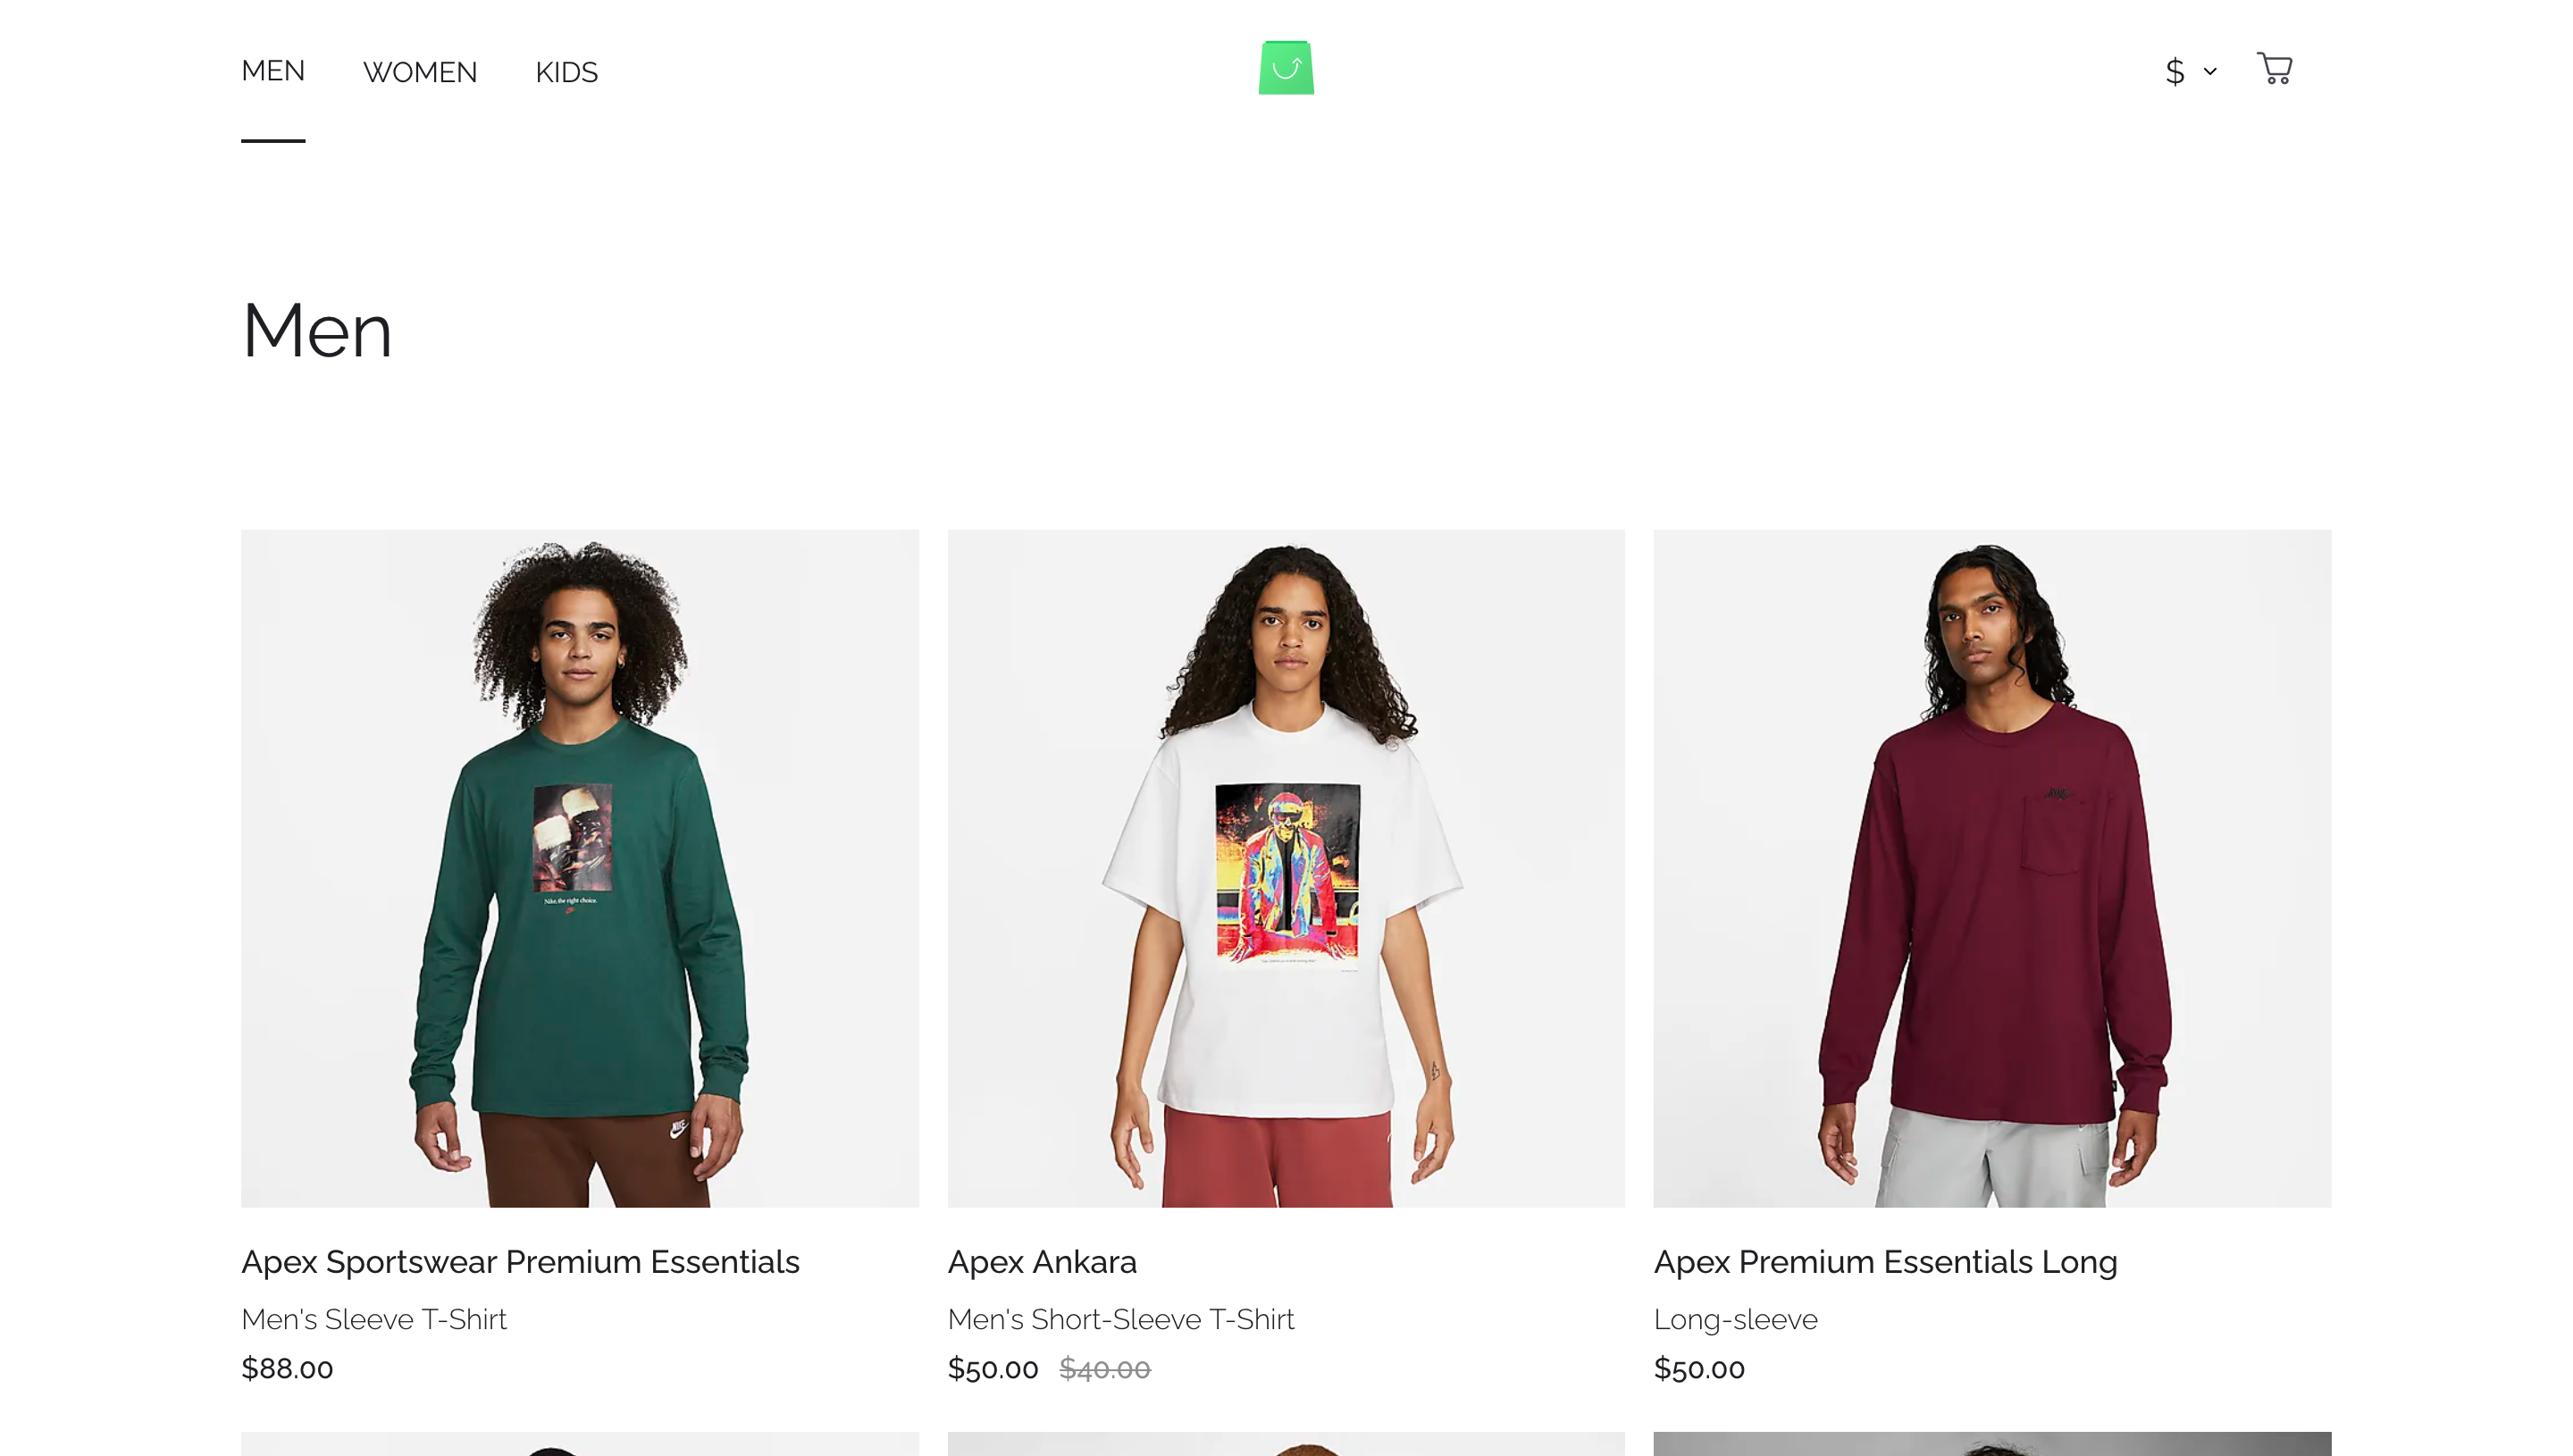 MEN WOMEN KIDS $
Men
Nike, the right choice.
NIKE
Apex Sportswear Premium Essentials
Men's Sleeve T-Shirt
$88.00
Apex Ankara
Men's Short-Sleeve T-Shirt
$50.00 $40.00
Apex Premium Essentials Long
Long-sleeve
$50.00